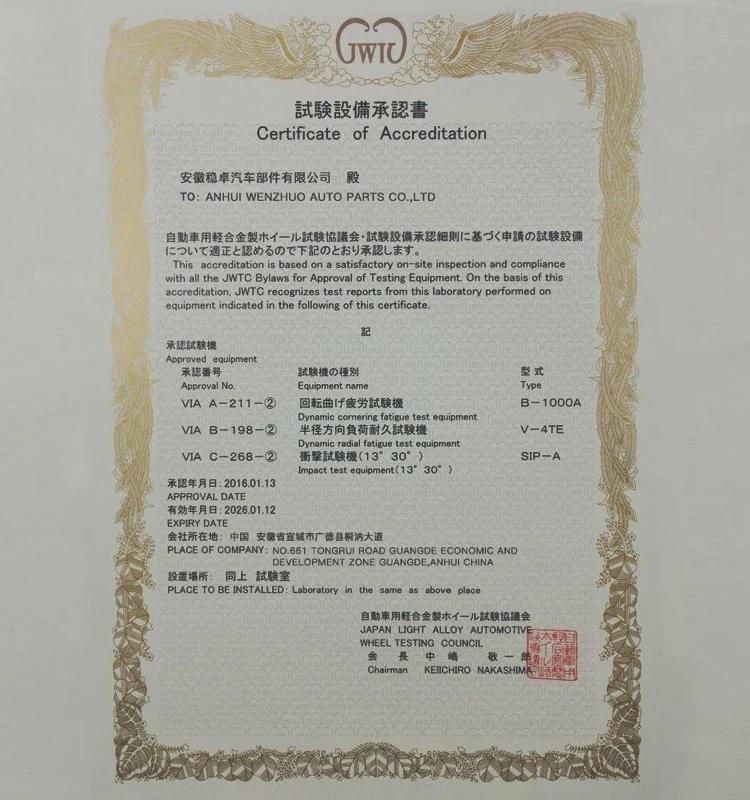 JWTC
試験設備承認書
Certificate of Accreditation
安徽稳卓汽车部件有限公司 殿
TO: ANHUI WENZHUO AUTO PARTS CO.,LTD
自動車用軽合金製ホイール試験協議会・試験設備承認細則に基づく申請の試験設備
について適正と認めるので下記のとおり承認します。
This accreditation is based on a satisfactory on-site inspection and compliance
with all the JWTC Bylaws for Approval of Testing Equipment. On the basis of this
accreditation, JWTC recognizes test reports from this laboratory performed on
equipment indicated in the following of this certificate.
記
承認試験機
Approved equipment
承認番号 試験機の種別 型式
Approval No. Equipment name Type
VIA A-211-② 回転曲げ疲労試験機 B-1000A
Dynamic cornering fatigue test equipment
VIA B-198-② 半径方向負荷耐久試験機 V-4TE
Dynamic radial fatigue test equipment
VIA C-268-② 衝撃試験機(13° 30°) SIP-A
Impact test equipment(13° 30°)
承認年月日: 2016.01.13
APPROVAL DATE
有効年月日: 2026.01.12
EXPIRY DATE
会社所在地: 中国 安徽省宣城市广德县桐汭大道
PLACE OF COMPANY: NO.661 TONGRUI ROAD GUANGDE ECONOMIC AND
DEVELOPMENT ZONE GUANGDE,ANHUI CHINA
設置場所: 同上 試験室
PLACE TO BE INSTALLED: Laboratory in the same as above place
自動車用軽合金製ホイール試験協議会
JAPAN LIGHT ALLOY AUTOMOTIVE
WHEEL TESTING COUNCIL
会長 中嶋 敬一郎
Chairman KEIICHIRO NAKASHIMA